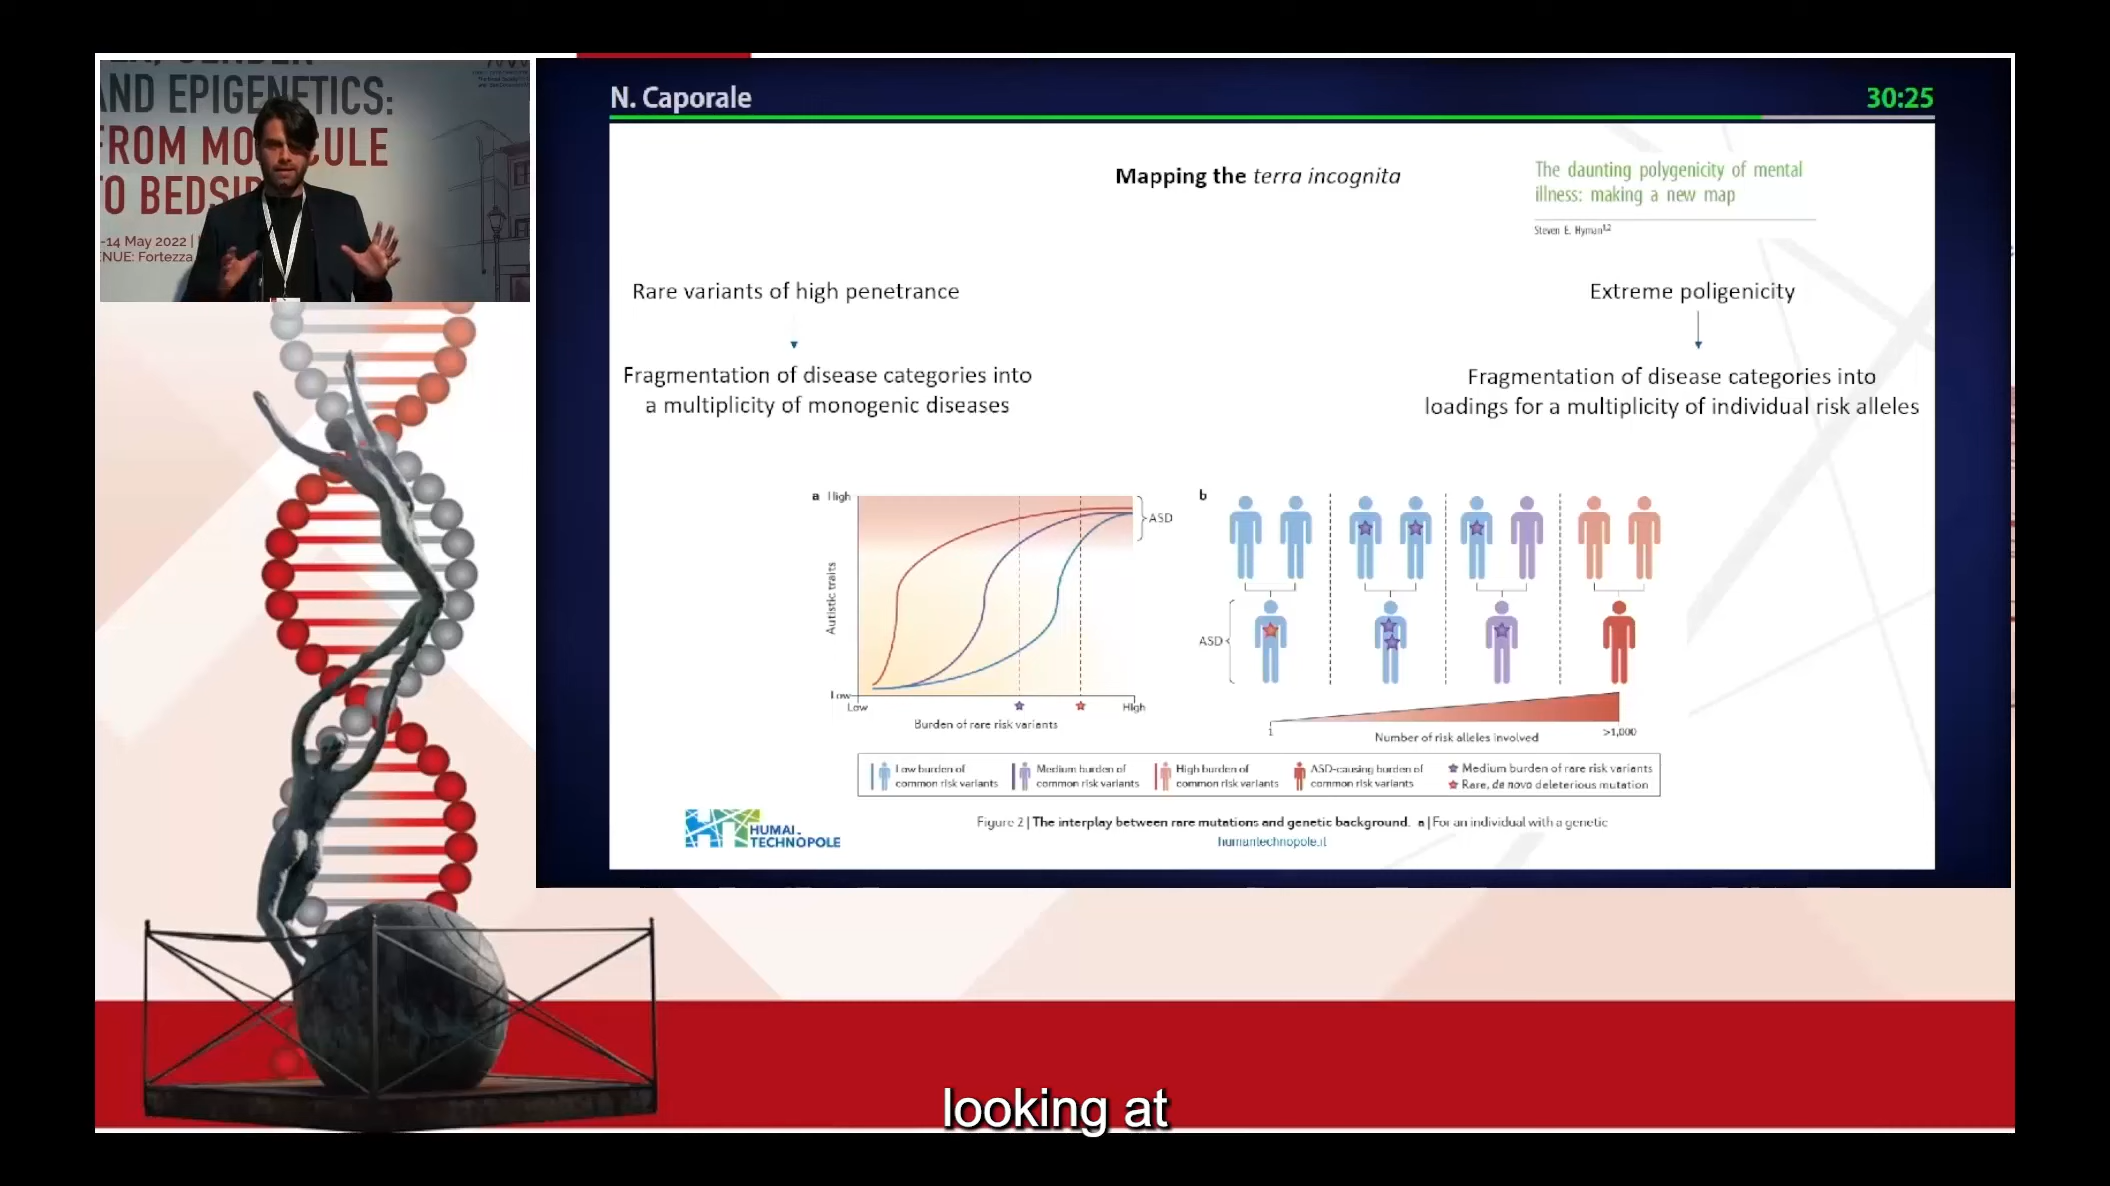 AND EPIGENETICS:
FROM MOLECULE
TO BEDSI
-14 May 2022 |
ENUE: Fortezza
N. Caporale
30:25
Mapping the terra incognita
The daunting polygenicity of mental
illness: making a new map
Steven E. Hyman1,2
Rare variants of high penetrance
Extreme poligenicity
Fragmentation of disease categories into
a multiplicity of monogenic diseases
Fragmentation of disease categories into
loadings for a multiplicity of individual risk alleles
a
High
ASD
Autistic traits
Low
Low
High
Burden of rare risk variants
b
ASD
1
>1,000
Number of risk alleles involved
Low burden of
common risk variants
Medium burden of
common risk variants
High burden of
common risk variants
ASD-causing burden of
common risk variants
Medium burden of rare risk variants
Rare, de novo deleterious mutation
HUMAN
TECHNOPOLE
Figure 2 | The interplay between rare mutations and genetic background. a | For an individual with a genetic
humantechnopole.it
looking at